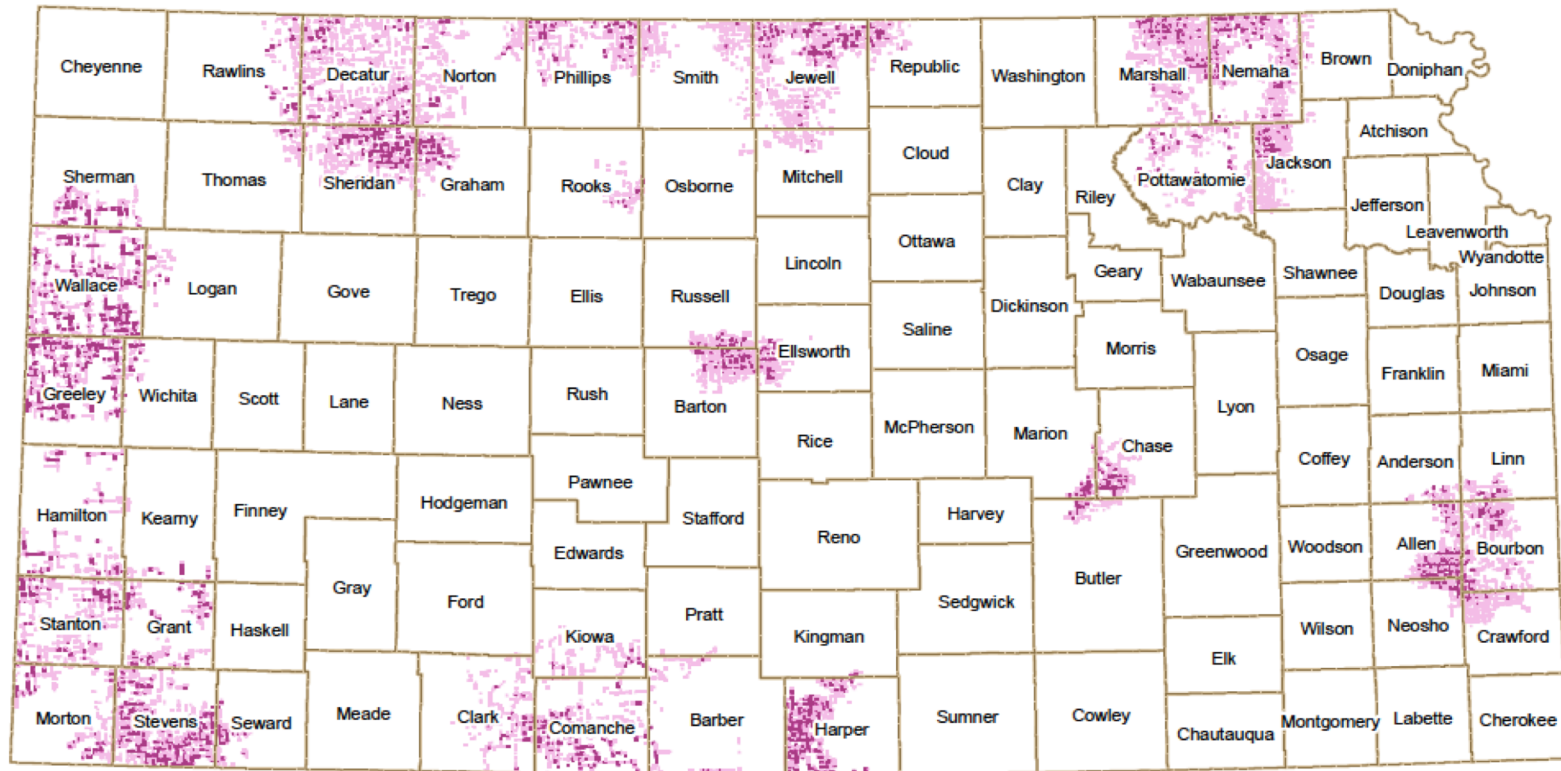 Cheyenne
Rawlins
Decatur
Norton
Phillips
Smith
Jewell
Republic
Washington
Marshall
Nemaha
Brown
Doniphan
Sherman
Thomas
Sheridan
Graham
Rooks
Osborne
Mitchell
Cloud
Clay
Riley
Pottawatomie
Jackson
Atchison
Jefferson
Leavenworth
Wyandotte
Wallace
Logan
Gove
Trego
Ellis
Russell
Lincoln
Ottawa
Saline
Dickinson
Geary
Wabaunsee
Shawnee
Douglas
Johnson
Greeley
Wichita
Scott
Lane
Ness
Rush
Barton
Ellsworth
Rice
McPherson
Marion
Morris
Chase
Lyon
Osage
Franklin
Miami
Hamilton
Kearny
Finney
Hodgeman
Pawnee
Edwards
Stafford
Reno
Harvey
Coffey
Anderson
Linn
Stanton
Grant
Haskell
Gray
Ford
Kiowa
Pratt
Kingman
Sedgwick
Butler
Greenwood
Woodson
Allen
Bourbon
Wilson
Neosho
Crawford
Morton
Stevens
Seward
Meade
Clark
Comanche
Barber
Harper
Sumner
Cowley
Elk
Chautauqua
Montgomery
Labette
Cherokee